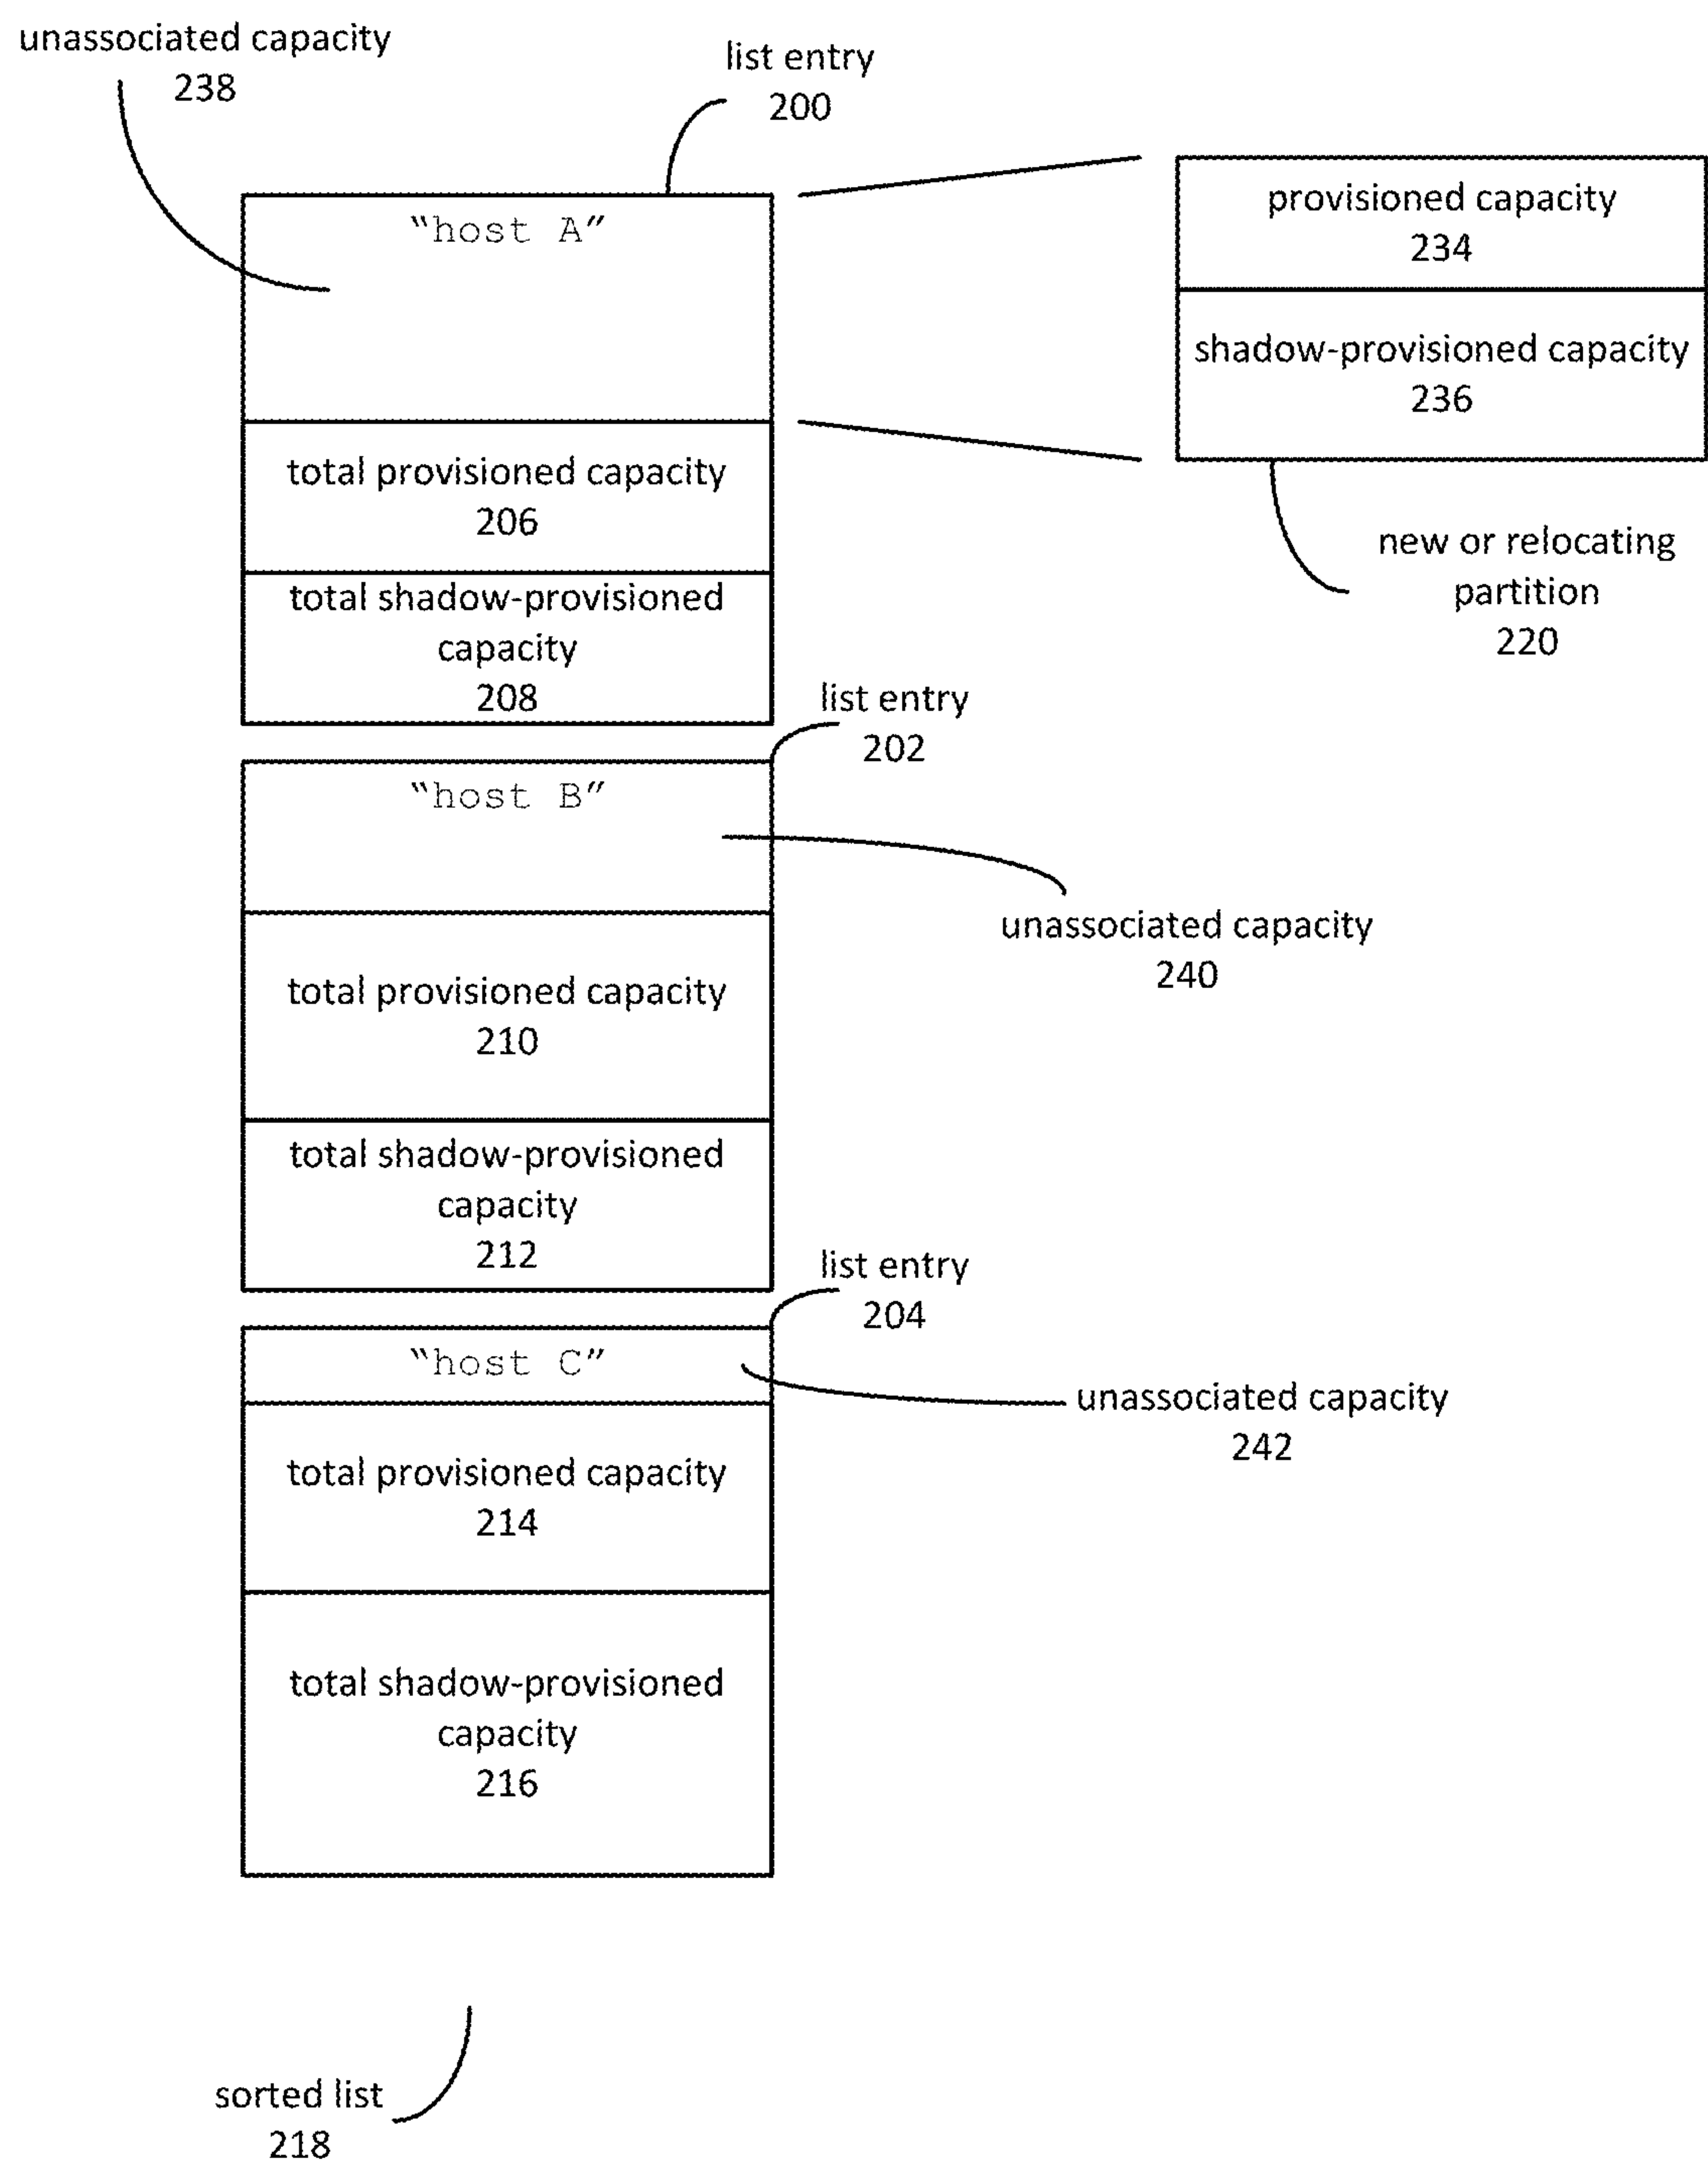 unassociated capacity
238
list entry
200
"host A"
provisioned capacity
234
shadow-provisioned capacity
236
total provisioned capacity
206
new or relocating
partition
220
total shadow-provisioned
capacity
208
list entry
202
"host B"
unassociated capacity
240
total provisioned capacity
210
total shadow-provisioned
capacity
212
list entry
204
"host C"
unassociated capacity
242
total provisioned capacity
214
total shadow-provisioned
capacity
216
sorted list
218